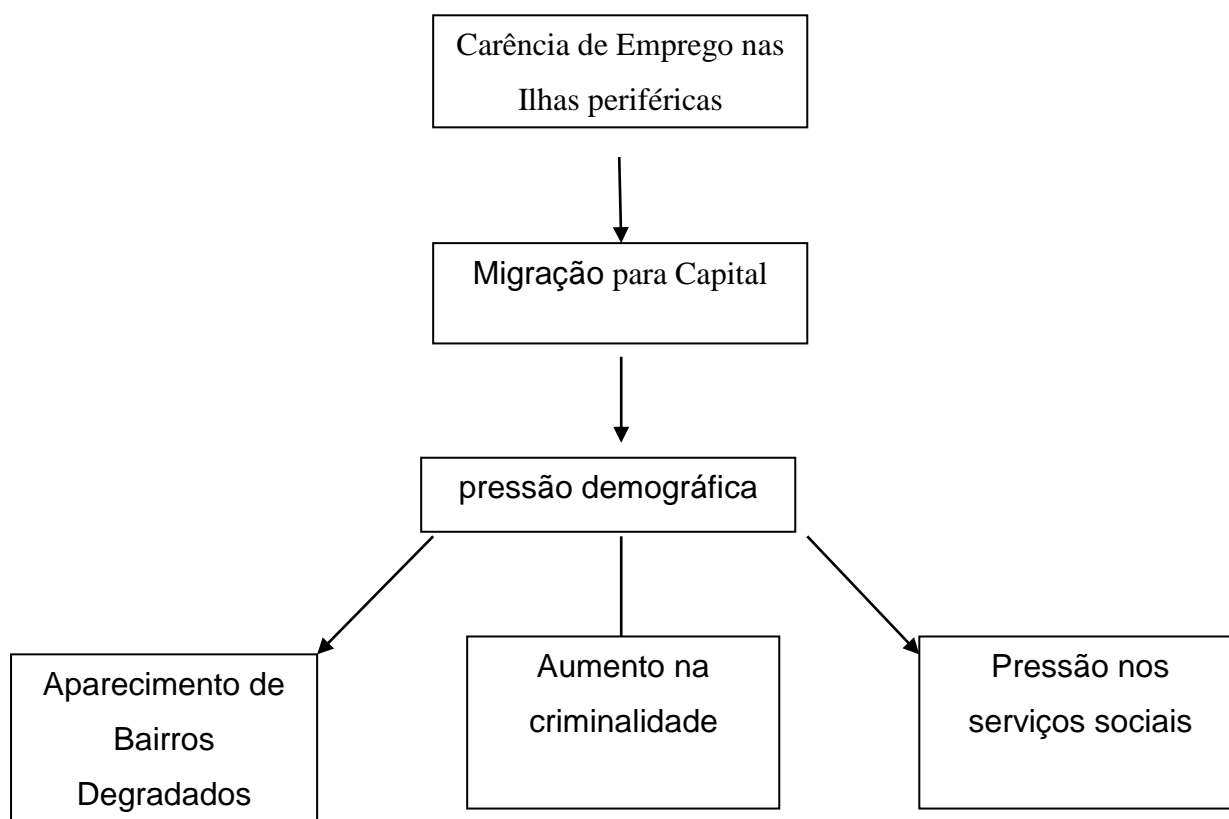 Carência de Emprego nas
Ilhas periféricas
Migração para Capital
pressão demográfica
Aparecimento de
Bairros
Degradados
Aumento na
criminalidade
Pressão nos
serviços sociais